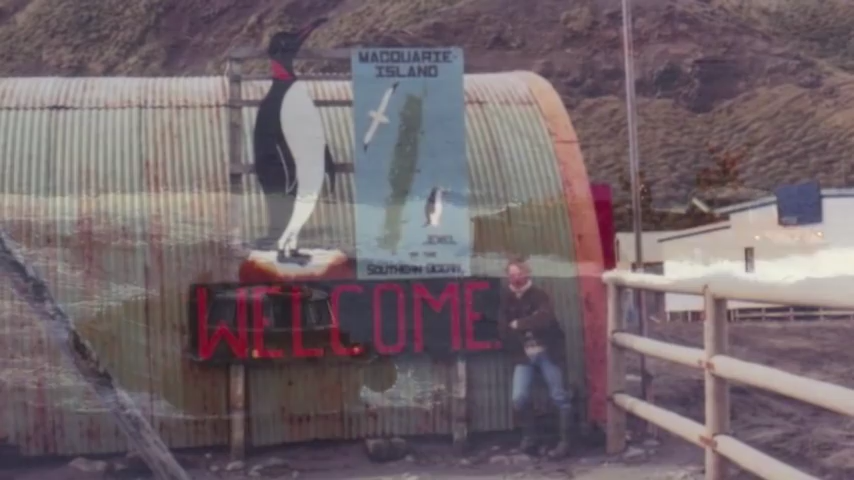 MACQUARIE
ISLAND
JEWEL
OF THE
SOUTHERN OCEAN
WELCOME